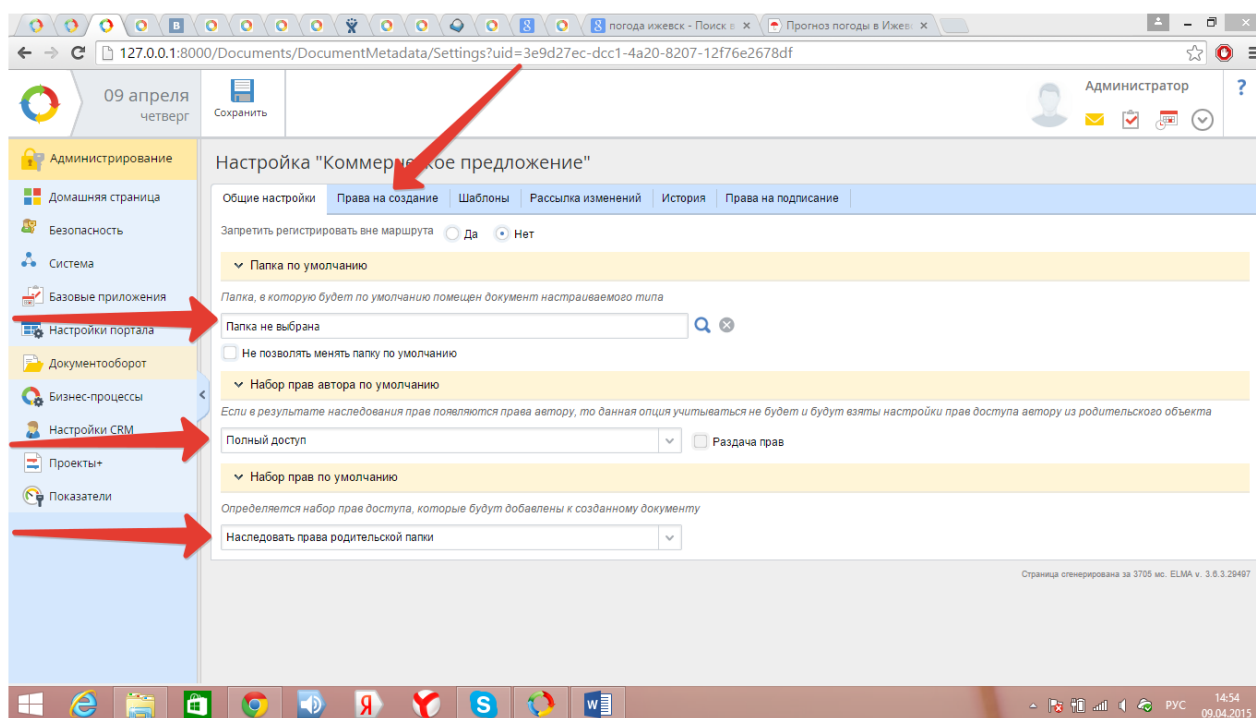 погода ижевск - Поиск в
Прогноз погоды в Ижевс
127.0.0.1:8000/Documents/DocumentMetadata/Settings?uid=3e9d27ec-dcc1-4a20-8207-12f76e2678df
09 апреля
четверг
Сохранить
Администратор
?
Администрирование
Домашняя страница
Безопасность
Система
Базовые приложения
Настройки портала
Документооборот
Бизнес-процессы
Настройки CRM
Проекты+
Показатели
Настройка "Коммерческое предложение"
Общие настройки Права на создание Шаблоны Рассылка изменений История Права на подписание
Запретить регистрировать вне маршрута Да Нет
Папка по умолчанию
Папка, в которую будет по умолчанию помещен документ настраиваемого типа
Папка не выбрана
Не позволять менять папку по умолчанию
Набор прав автора по умолчанию
Если в результате наследования прав появляются права автору, то данная опция учитываться не будет и будут взяты настройки прав доступа автору из родительского объекта
Полный доступ Раздача прав
Набор прав по умолчанию
Определяется набор прав доступа, которые будут добавлены к созданному документу
Наследовать права родительской папки
Страница сгенерирована за 3705 мс. ELMA v. 3.6.3.29497
РУС
14:54
09.04.2015